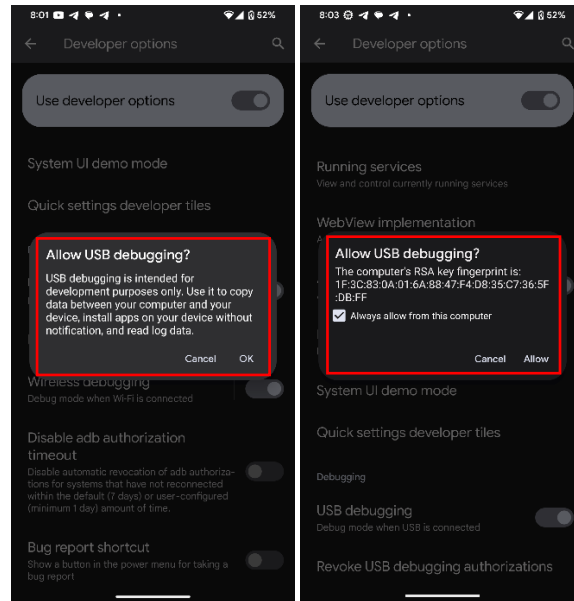 8:01
52%
Developer options
Use developer options
System UI demo mode
Quick settings developer tiles
Allow USB debugging?
USB debugging is intended for
development purposes only. Use it to copy
data between your computer and your
device, install apps on your device without
notification, and read log data.
Cancel OK
Wireless debugging
Debug mode when Wi-Fi is connected
Disable adb authorization
timeout
Disable automatic revocation of adb authoriza-
tions for systems that have not reconnected
within the default (7 days) or user-configured
(minimum 1 day) amount of time.
Bug report shortcut
Show a button in the power menu for taking a
bug report
8:03
52%
Developer options
Use developer options
Running services
View and control currently running services
WebView implementation
Allow USB debugging?
The computer's RSA key fingerprint is:
1F:3C:83:0A:01:6A:88:47:F4:D8:35:C7:36:5F
:DB:FF
Always allow from this computer
Cancel Allow
System UI demo mode
Quick settings developer tiles
Debugging
USB debugging
Debug mode when USB is connected
Revoke USB debugging authorizations